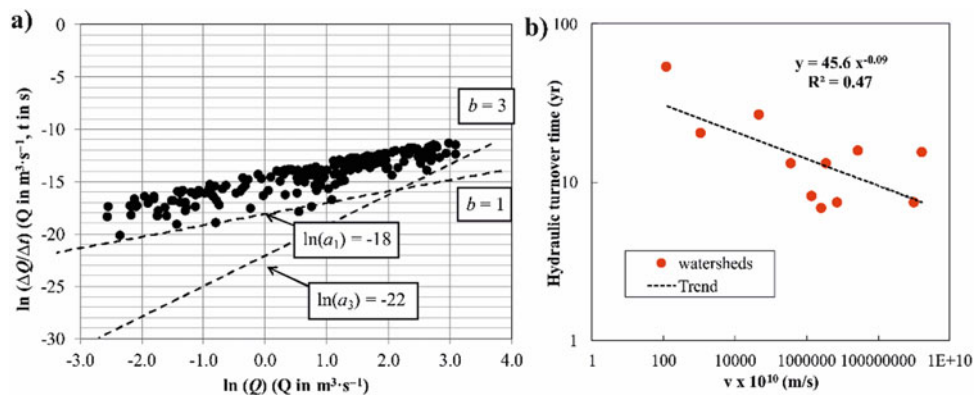 a)
ln (ΔQ/Δt) (Q in m³·s⁻¹, t in s)
0
-5
-10
-15
-20
-25
-30
b = 3
b = 1
ln(a₁) = -18
ln(a₃) = -22
-3.0 -2.0 -1.0 0.0 1.0 2.0 3.0 4.0
ln (Q) (Q in m³·s⁻¹)
b)
Hydraulic turnover time (yr)
100
10
1
y = 45.6 x⁻⁰·⁰⁹
R² = 0.47
watersheds
Trend
1 100 10000 1000000 100000000 1E+10
v x 10¹⁰ (m/s)